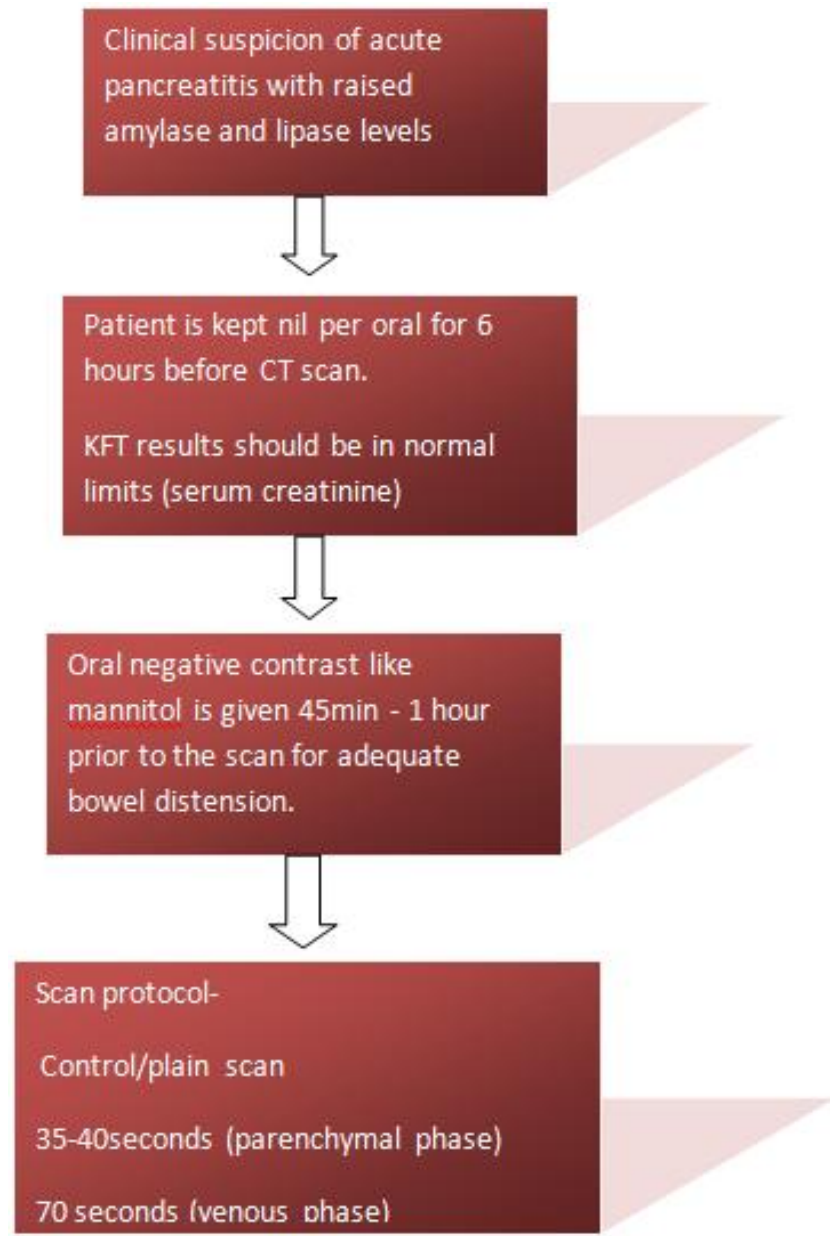 Clinical suspicion of acute
pancreatitis with raised
amylase and lipase levels
Patient is kept nil per oral for 6
hours before CT scan.
KFT results should be in normal
limits (serum creatinine)
Oral negative contrast like
mannitol is given 45min - 1 hour
prior to the scan for adequate
bowel distension.
Scan protocol-
Control/plain scan
35-40seconds (parenchymal phase)
70 seconds (venous phase)